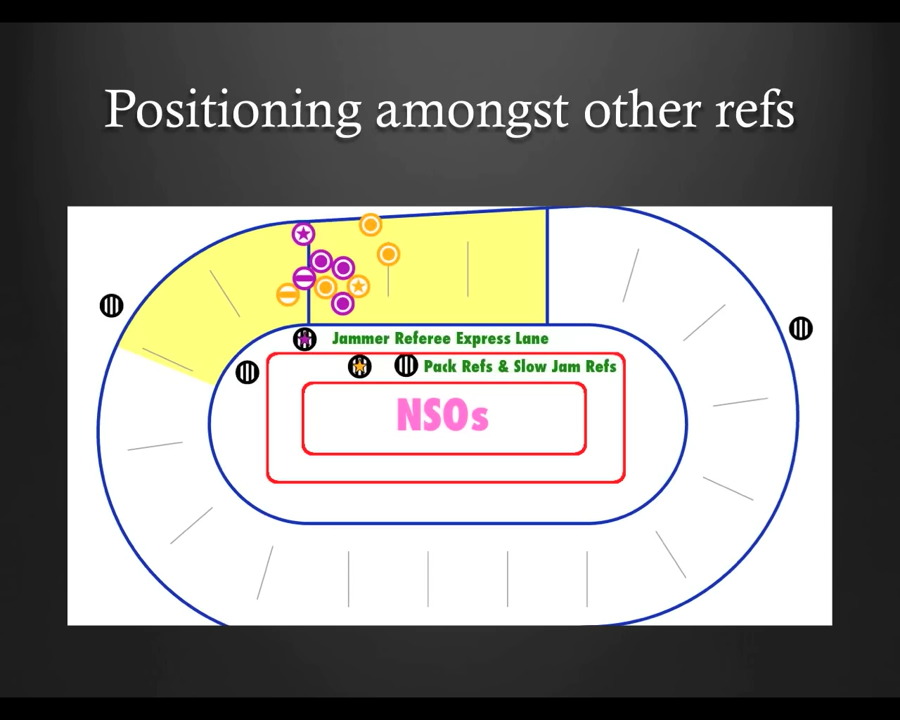 Positioning amongst other refs
Jammer Referee Express Lane
Pack Refs & Slow Jam Refs
NSOs